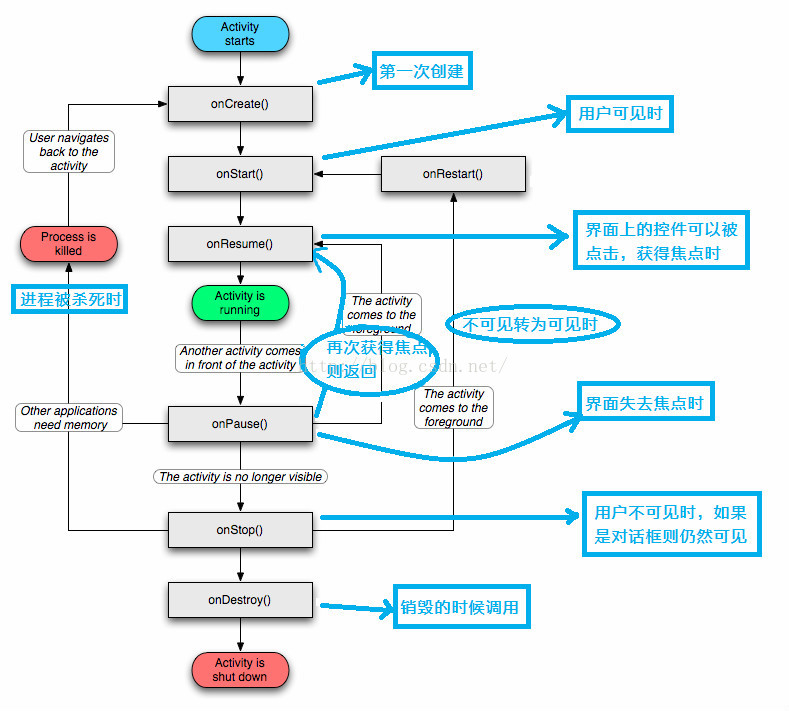 Activity
starts
第一次创建
onCreate()
用户可见时
User navigates
back to the
activity
onStart()
onRestart()
Process is
killed
onResume()
界面上的控件可以被
点击，获得焦点时
进程被杀死时
Activity is
running
The activity
comes to the
foreground
不可见转为可见时
Another activity comes
in front of the activity
再次获得焦点
则返回
http://blog.csdn.net/
Other applications
need memory
onPause()
The activity
comes to the
foreground
界面失去焦点时
The activity is no longer visible
onStop()
用户不可见时，如果
是对话框则仍然可见
onDestroy()
销毁的时候调用
Activity is
shut down